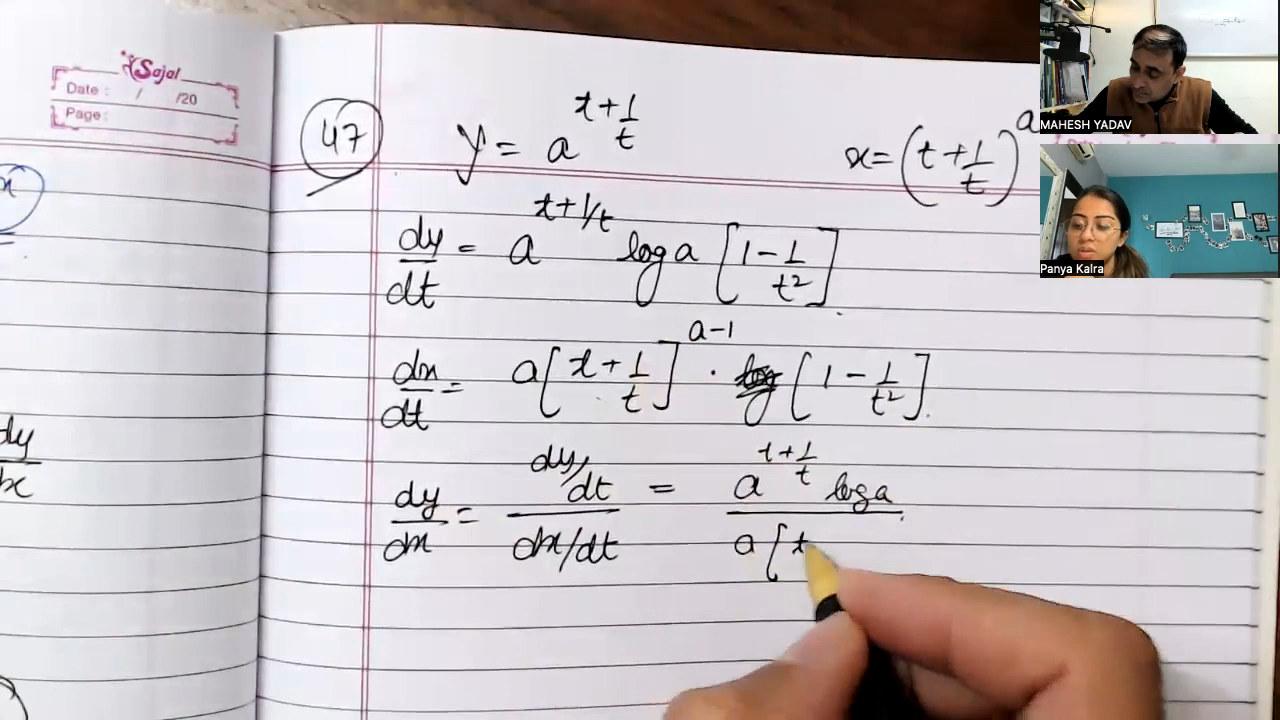 Sajal
Date : / /20
Page:
47
y = a^(t+1/t)
x = (t + 1/t)^a
dy/dt = a^(t+1/t) log a [1 - 1/t²]
dx/dt = a[t + 1/t]^(a-1) · [1 - 1/t²].
dy/dx = (dy/dt)/(dx/dt) = (a^(t+1/t) log a)/(a[t
dy
MAHESH YADAV
Panya Kalra